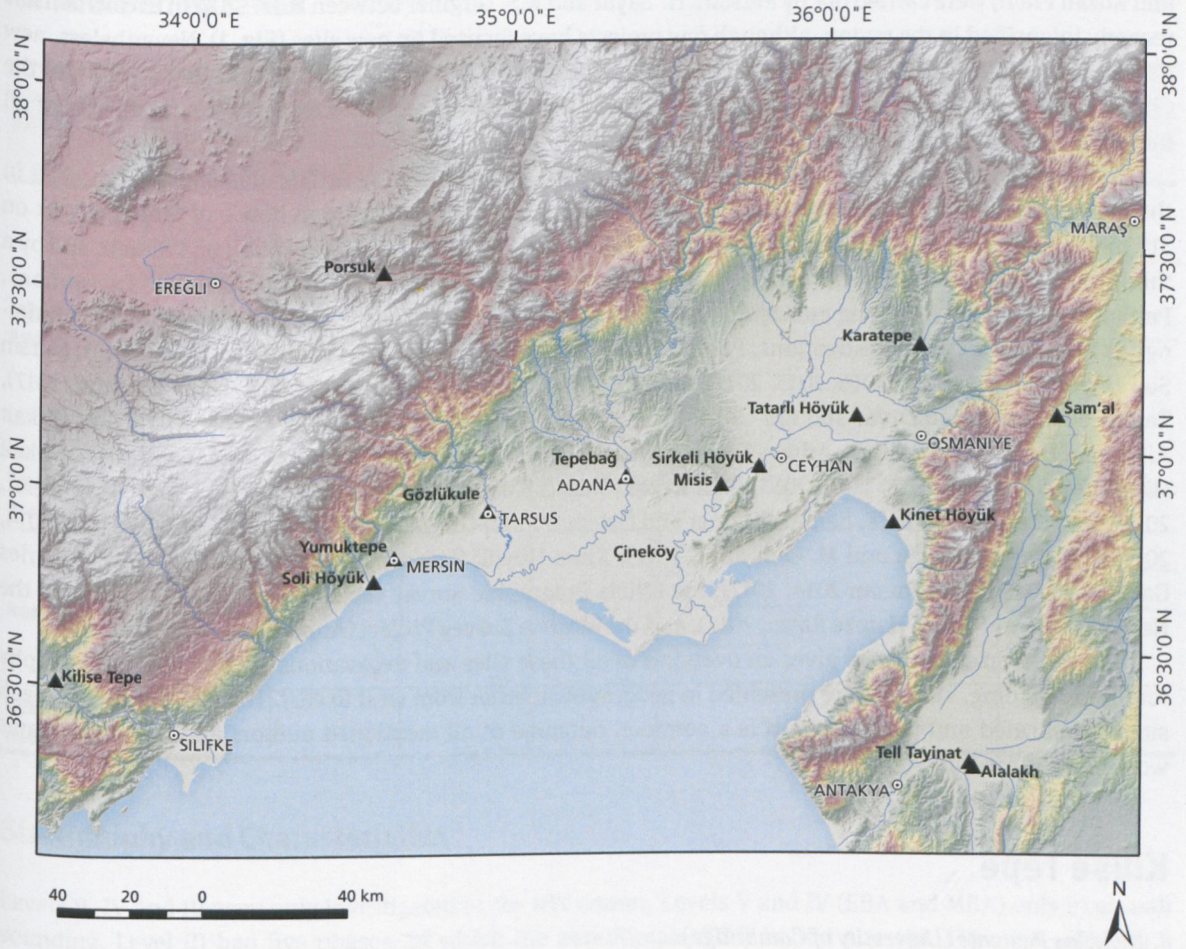 34°0'0"E
35°0'0"E
36°0'0"E
38°0'0"N
38°0'0"N
MARAŞ
37°30'0"N
Porsuk
37°30'0"N
EREĞLI
Karatepe
Tatarlı Höyük
Sam'al
OSMANIYE
Tepebağ
Sirkeli Höyük
CEYHAN
37°0'0"N
ADANA
Misis
37°0'0"N
Gözlükule
TARSUS
Kinet Höyük
Yumuktepe
MERSIN
Çineköy
Soli Höyük
36°30'0"N
Kilise Tepe
36°30'0"N
SILIFKE
Tell Tayinat
Alalakh
ANTAKYA
40 20 0 40 km
N